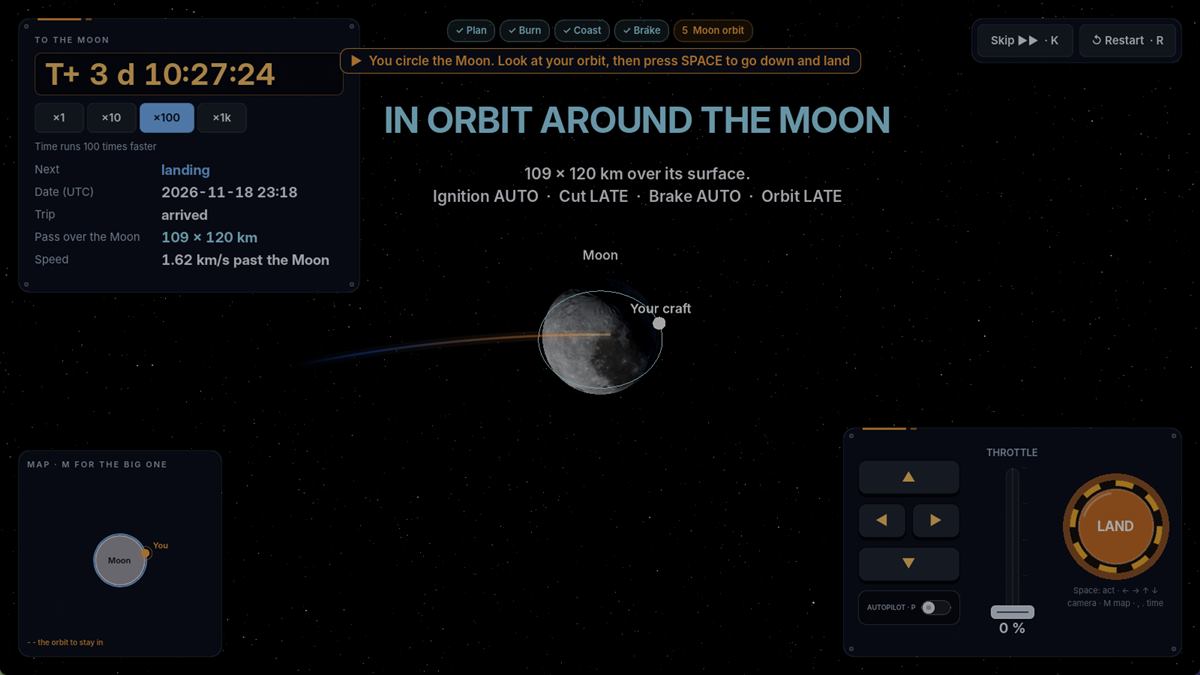 TO THE MOON
T+ 3 d 10:27:24
×1 ×10 ×100 ×1k
Time runs 100 times faster
Next landing
Date (UTC) 2026-11-18 23:18
Trip arrived
Pass over the Moon 109 × 120 km
Speed 1.62 km/s past the Moon
✓ Plan ✓ Burn ✓ Coast ✓ Brake 5 Moon orbit
▶ You circle the Moon. Look at your orbit, then press SPACE to go down and land
Skip ▶▶ · K ↺ Restart · R
IN ORBIT AROUND THE MOON
109 × 120 km over its surface.
Ignition AUTO · Cut LATE · Brake AUTO · Orbit LATE
Moon
Your craft
MAP · M FOR THE BIG ONE
You
Moon
- - the orbit to stay in
THROTTLE
▲
◀ ▶
▼
AUTOPILOT · P
0 %
LAND
Space: act · ← → ↑ ↓
camera · M map · , . time